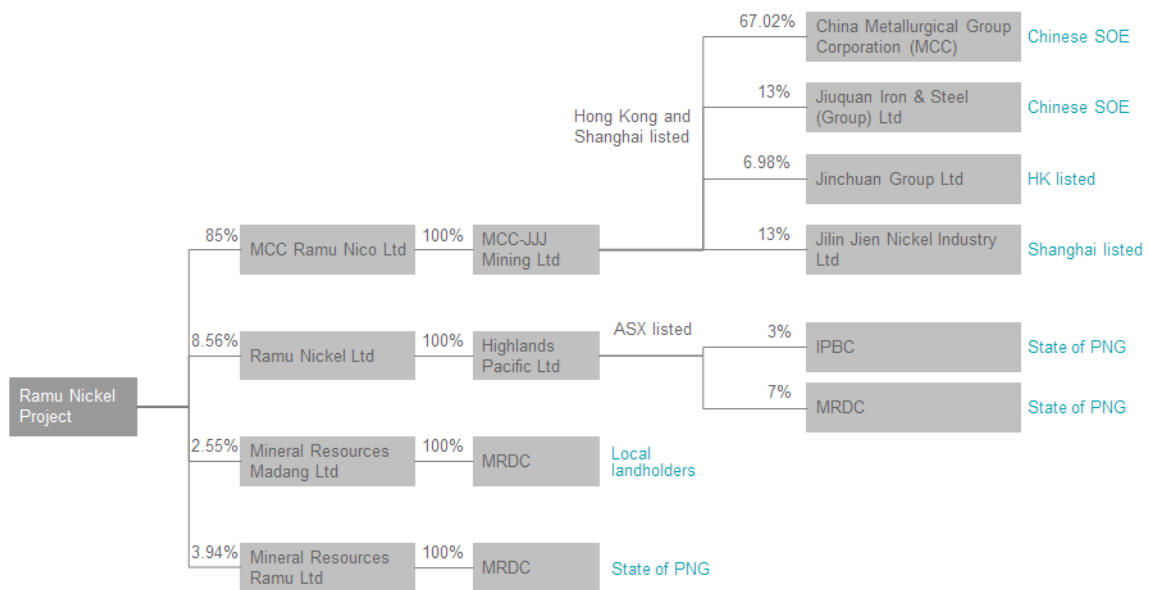 67.02%
China Metallurgical Group
Corporation (MCC)
Chinese SOE
Hong Kong and
Shanghai listed
13%
Jiuquan Iron & Steel
(Group) Ltd
Chinese SOE
6.98%
Jinchuan Group Ltd
HK listed
85%
MCC Ramu Nico Ltd
100%
MCC-JJJ
Mining Ltd
13%
Jilin Jien Nickel Industry
Ltd
Shanghai listed
8.56%
Ramu Nickel Ltd
100%
Highlands
Pacific Ltd
ASX listed
3%
IPBC
State of PNG
7%
MRDC
State of PNG
Ramu Nickel
Project
2.55%
Mineral Resources
Madang Ltd
100%
MRDC
Local
landholders
3.94%
Mineral Resources
Ramu Ltd
100%
MRDC
State of PNG